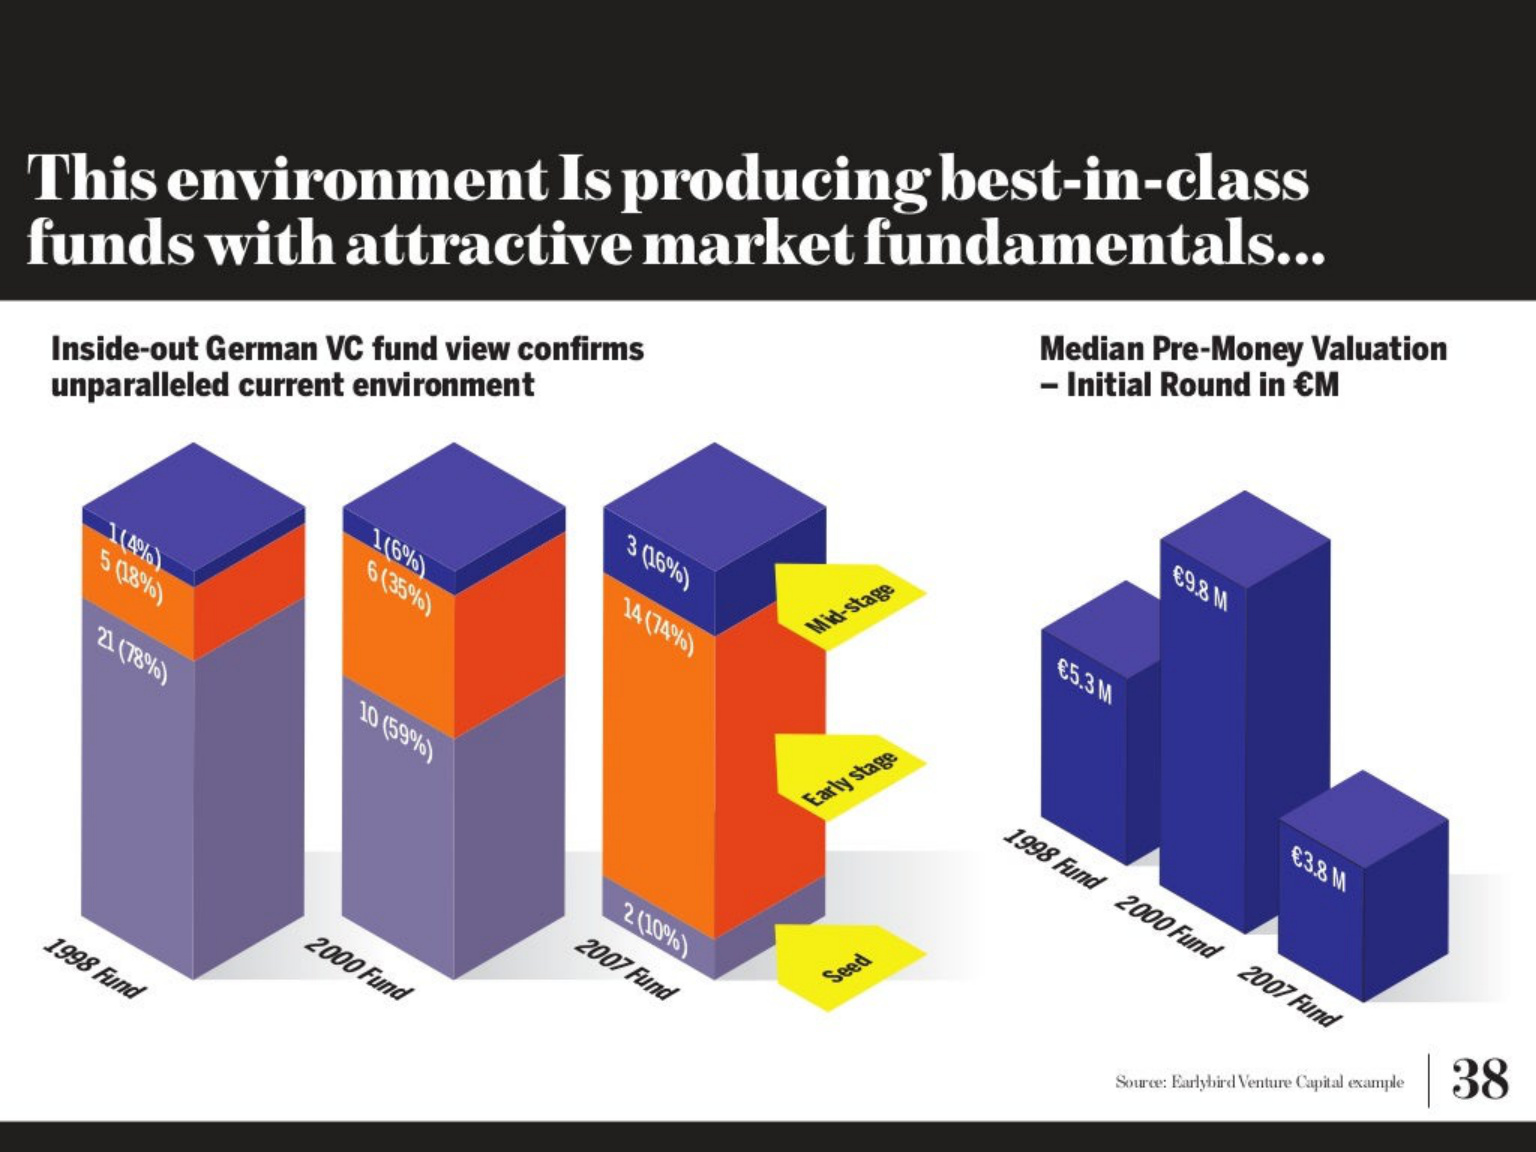 This environment Is producing best-in-class
funds with attractive market fundamentals...
Inside-out German VC fund view confirms
unparalleled current environment
1 (4%)
5 (18%)
21 (78%)
1998 Fund
1 (6%)
6 (35%)
10 (59%)
2000 Fund
3 (16%)
14 (74%)
2 (10%)
2007 Fund
Mid-stage
Early stage
Seed
Median Pre-Money Valuation
– Initial Round in €M
€5.3 M
1998 Fund
€9.8 M
2000 Fund
€3.8 M
2007 Fund
Source: Earlybird Venture Capital example
38